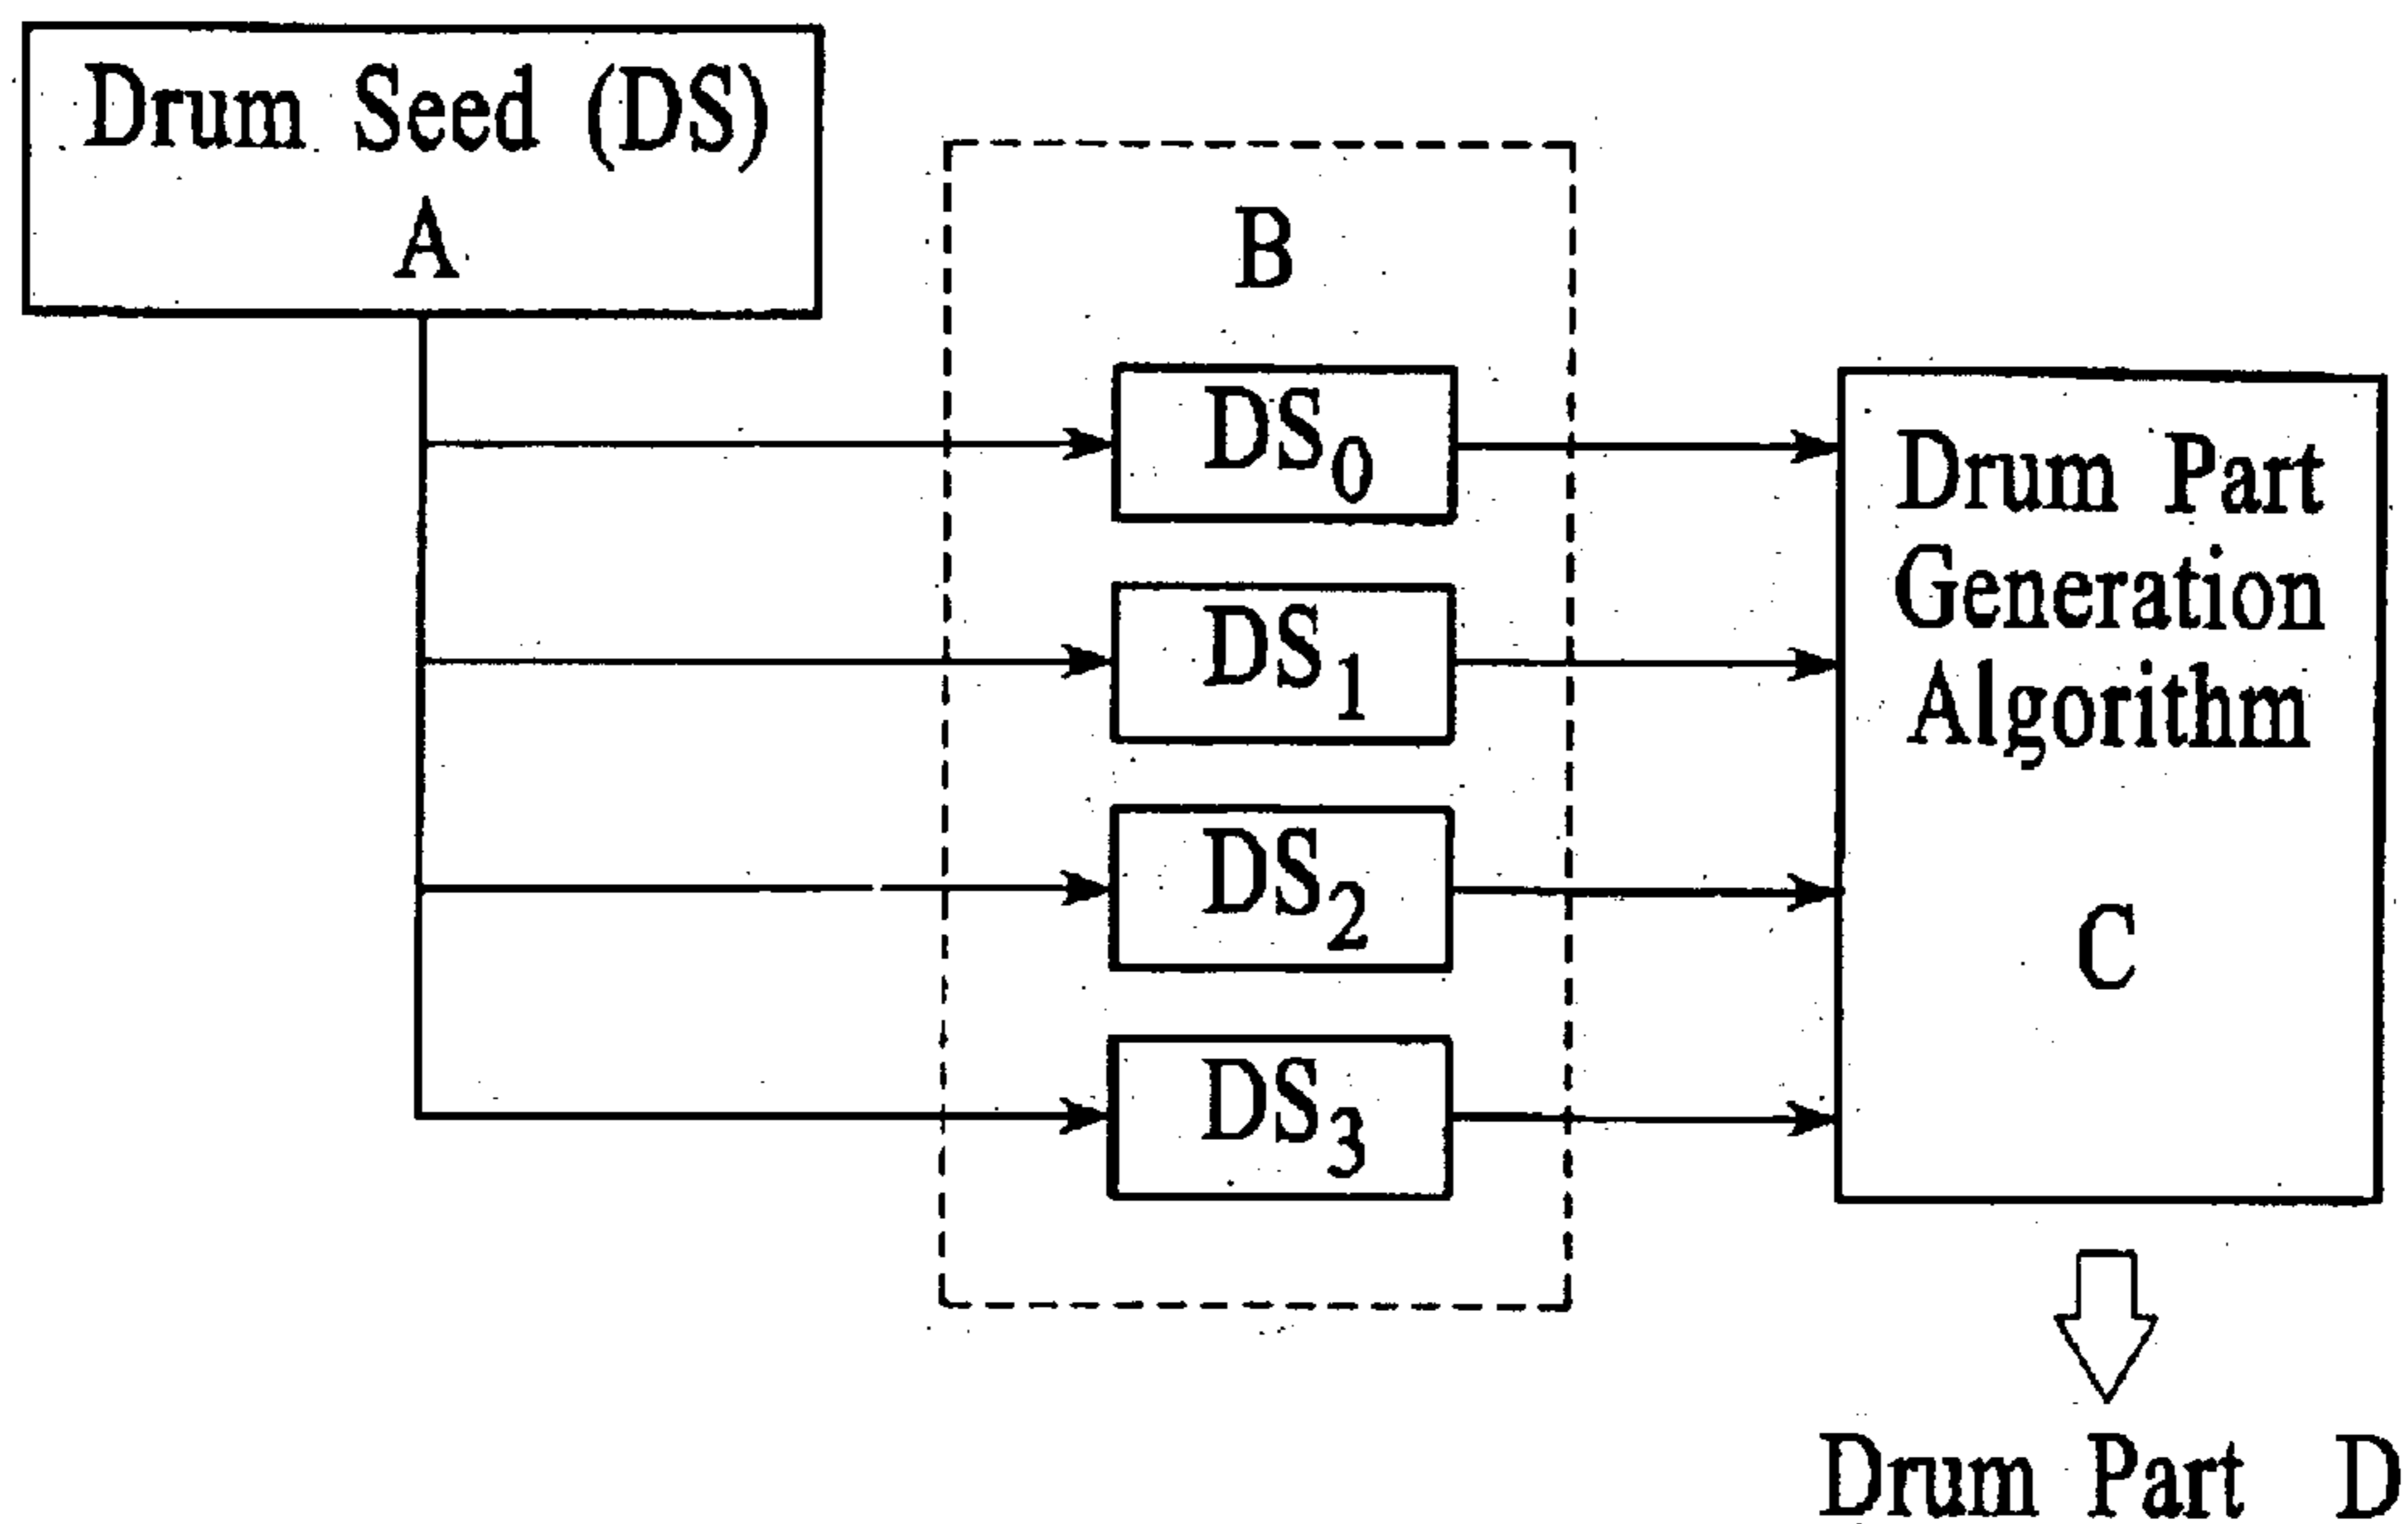 Drum Seed (DS)
A
B
DS0
DS1
DS2
DS3
Drum Part
Generation
Algorithm
C
Drum Part D